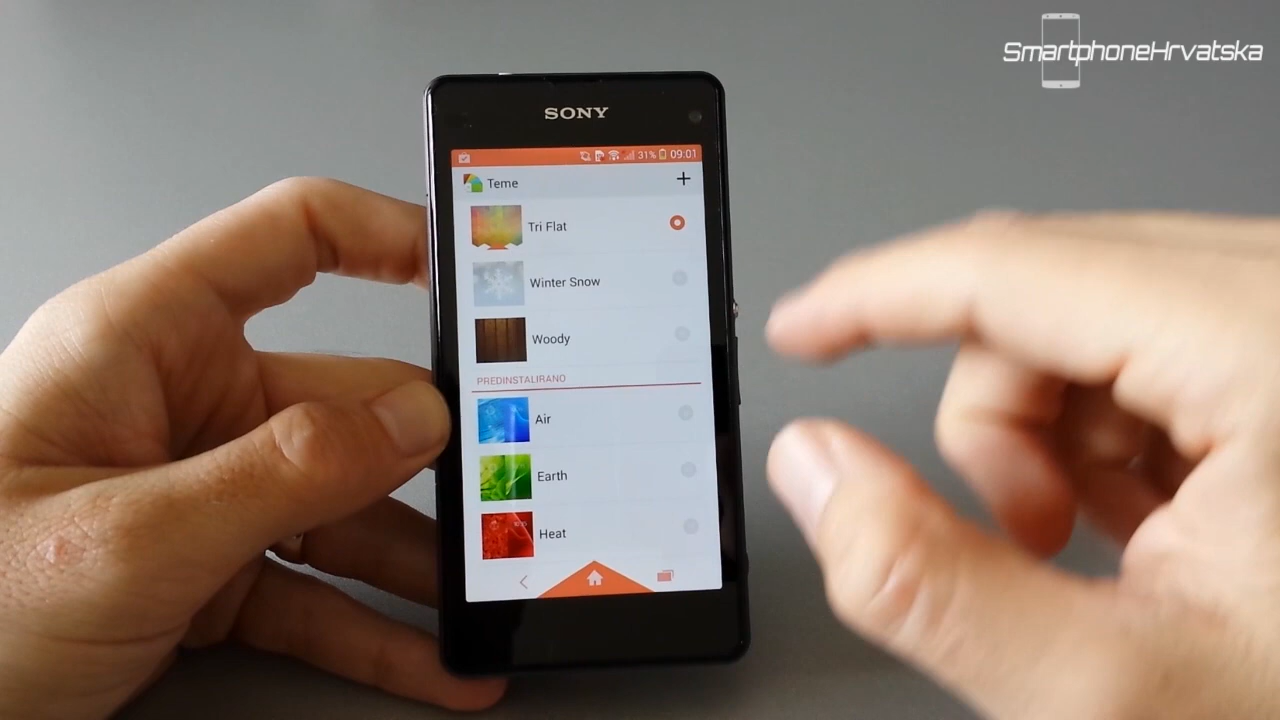 SmartphoneHrvatska
SONY
31% 09:01
Teme +
Tri Flat
Winter Snow
Woody
PREDINSTALIRANO
Air
Earth
Heat